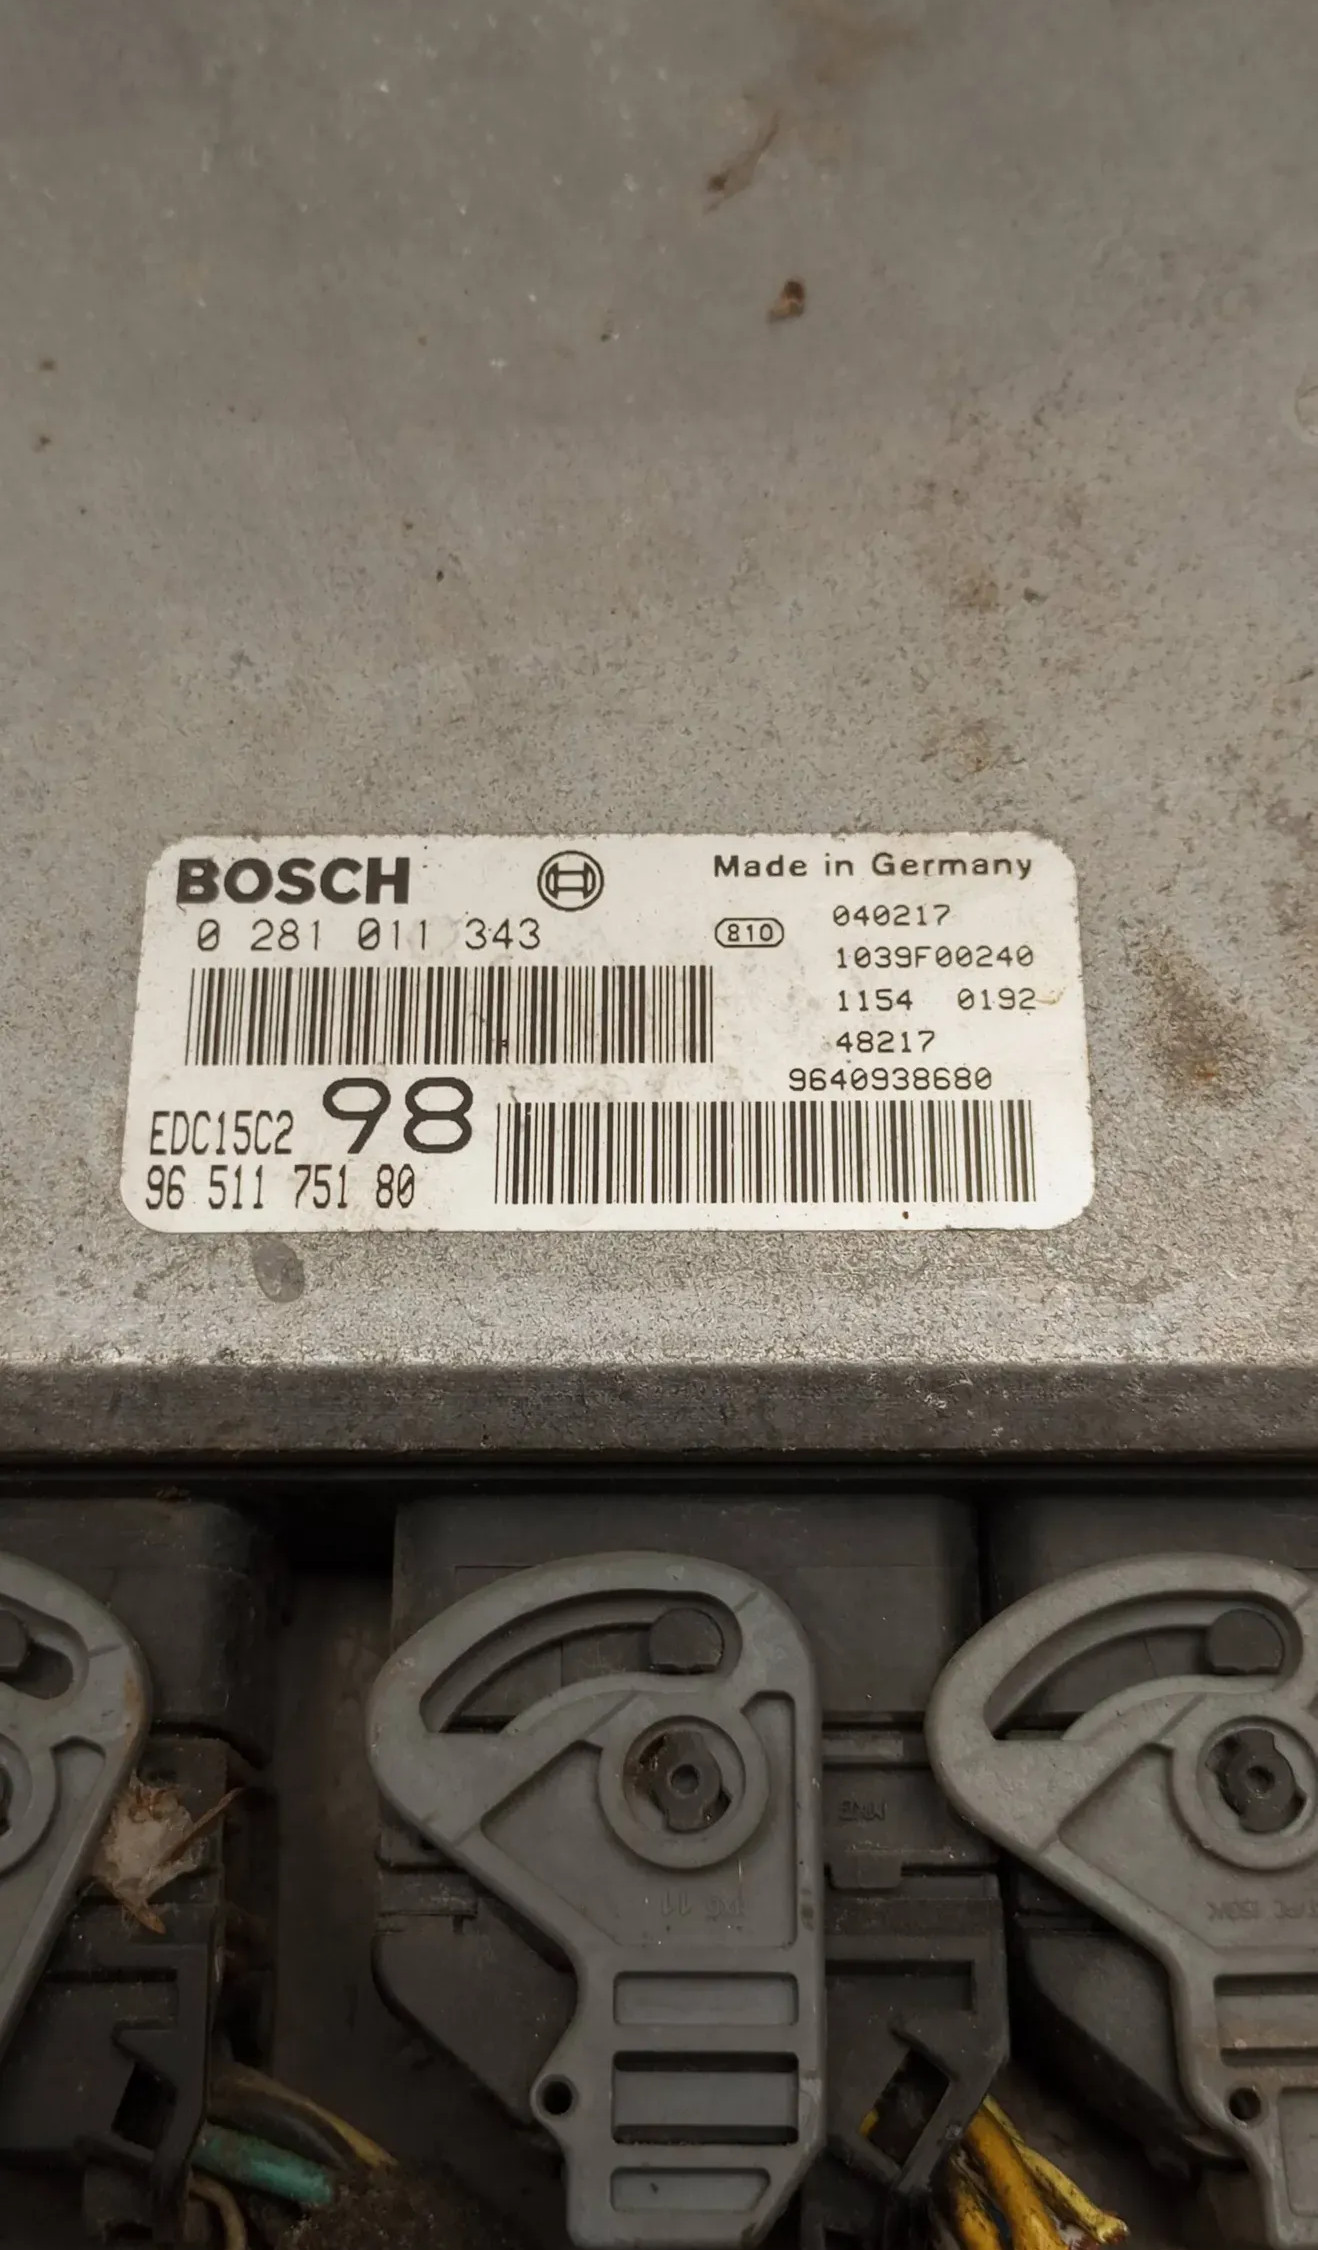 BOSCH
0 281 011 343
Made in Germany
810
040217
1039F00240
1154 0192
48217
9640938680
EDC15C2 98
96 511 751 80